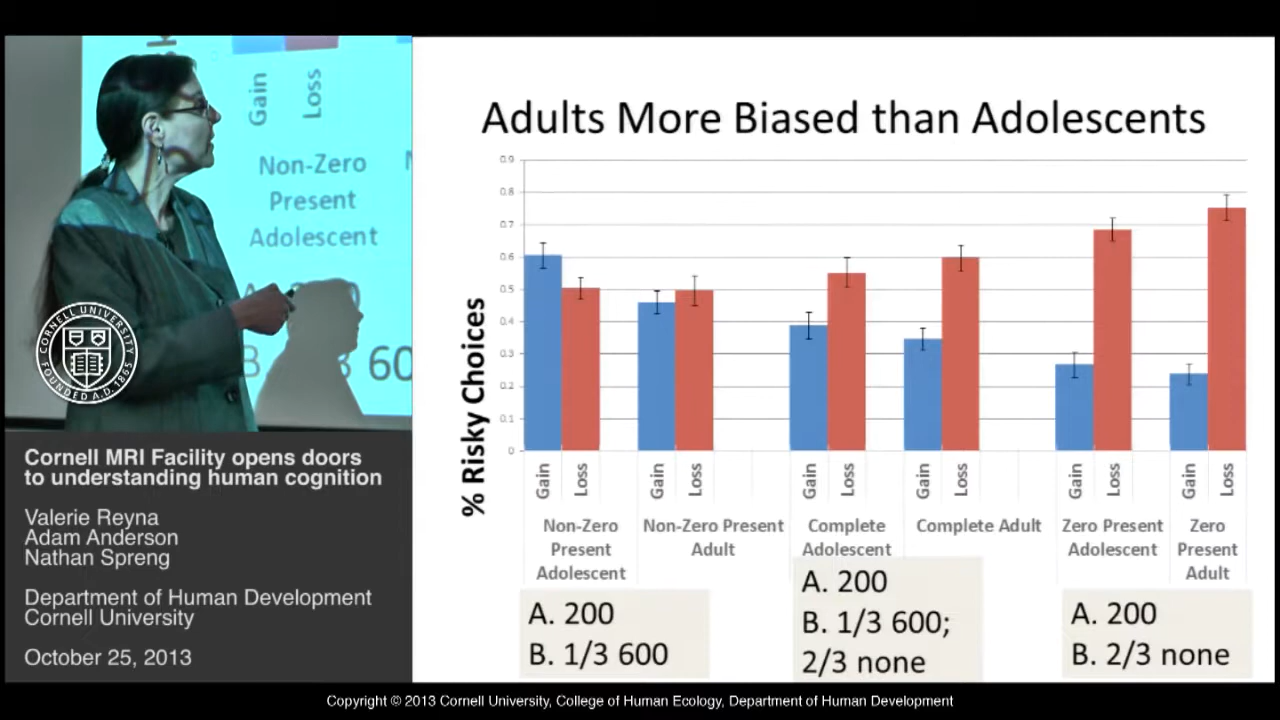 Gain
Loss
Non-Zero
Present
Adolescent
B
600
CORNELL UNIVERSITY
FOUNDED A.D. 1865
Cornell MRI Facility opens doors
to understanding human cognition
Valerie Reyna
Adam Anderson
Nathan Spreng
Department of Human Development
Cornell University
October 25, 2013
Adults More Biased than Adolescents
% Risky Choices
0.9
0.8
0.7
0.6
0.5
0.4
0.3
0.2
0.1
0
Gain Loss Gain Loss Gain Loss Gain Loss Gain Loss Gain Loss
Non-Zero Present Adolescent
Non-Zero Present Adult
Complete Adolescent
Complete Adult
Zero Present Adolescent
Zero Present Adult
A. 200
B. 1/3 600
A. 200
B. 1/3 600;
2/3 none
A. 200
B. 2/3 none
Copyright © 2013 Cornell University, College of Human Ecology, Department of Human Development